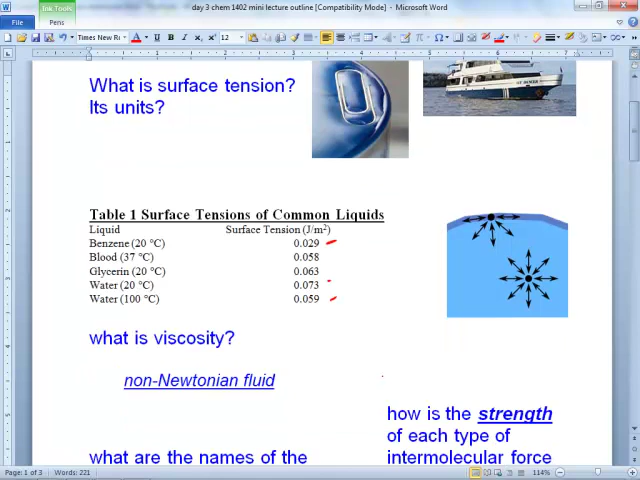 day 3 chem 1402 mini lecture outline [Compatibility Mode] - Microsoft Word
Ink Tools
File
Pens
Times New Ro
12
What is surface tension?
Its units?
Table 1 Surface Tensions of Common Liquids
Liquid Surface Tension (J/m²)
Benzene (20 °C) 0.029
Blood (37 °C) 0.058
Glycerin (20 °C) 0.063
Water (20 °C) 0.073
Water (100 °C) 0.059
what is viscosity?
non-Newtonian fluid
how is the strength
of each type of
what are the names of the
intermolecular force
Page: 1 of 3 Words: 221
114%